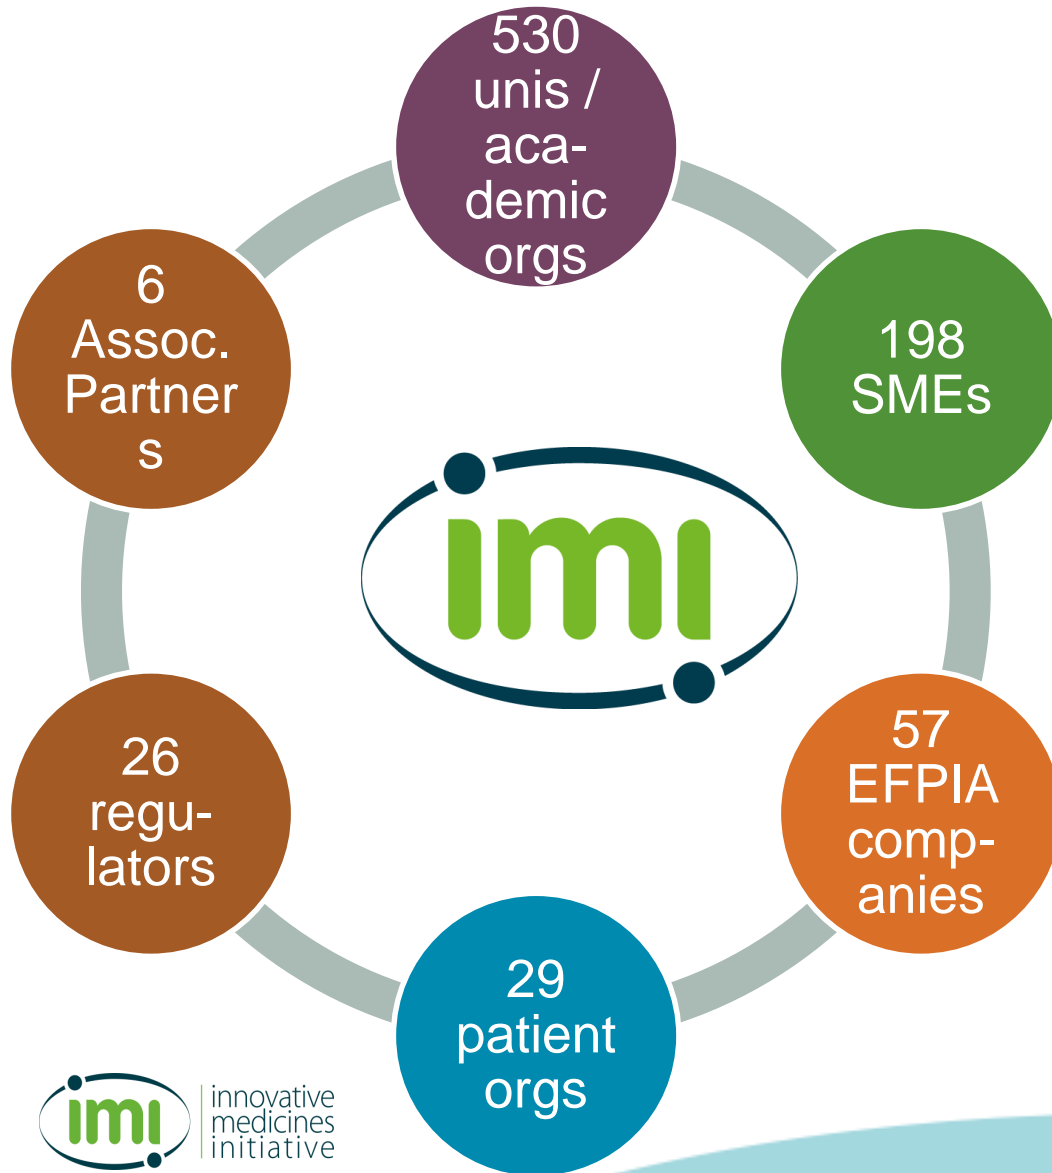 530
unis /
aca-
demic
orgs
6
Assoc.
Partner
s
198
SMEs
imi
26
regu-
lators
57
EFPIA
comp-
anies
29
patient
orgs
imi
innovative
medicines
initiative